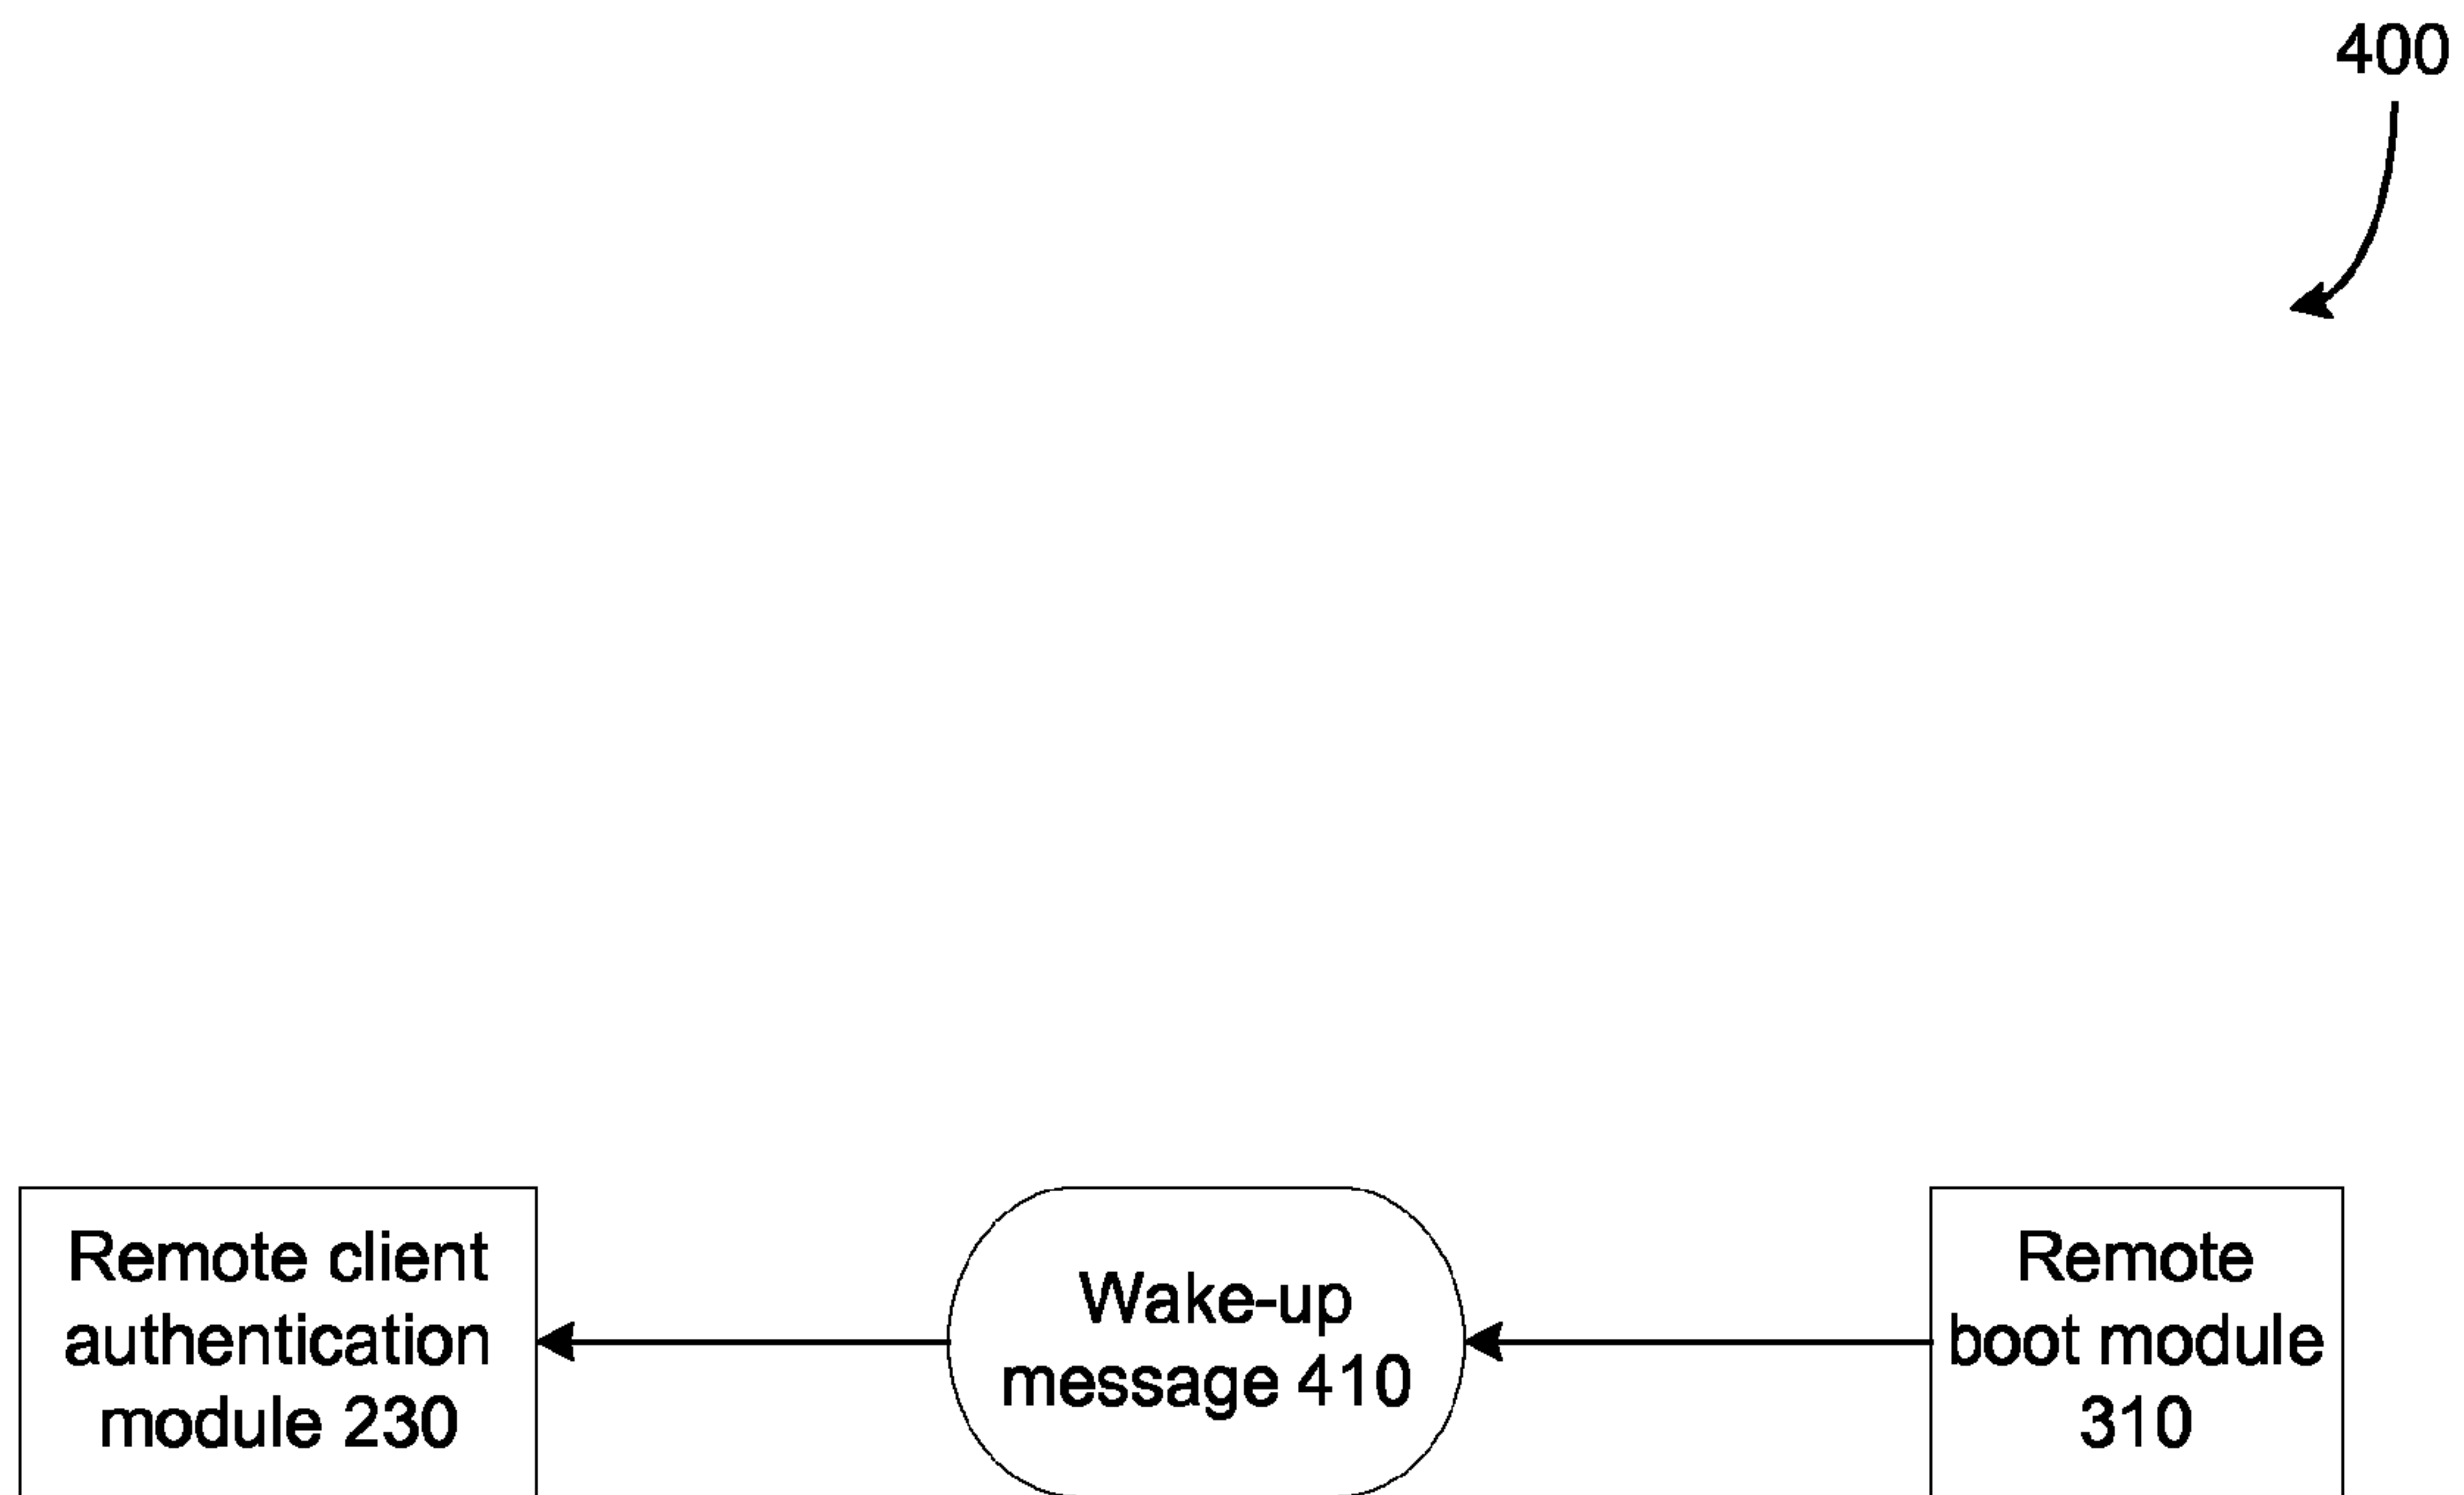 400
Remote client
authentication
module 230
Wake-up
message 410
Remote
boot module
310